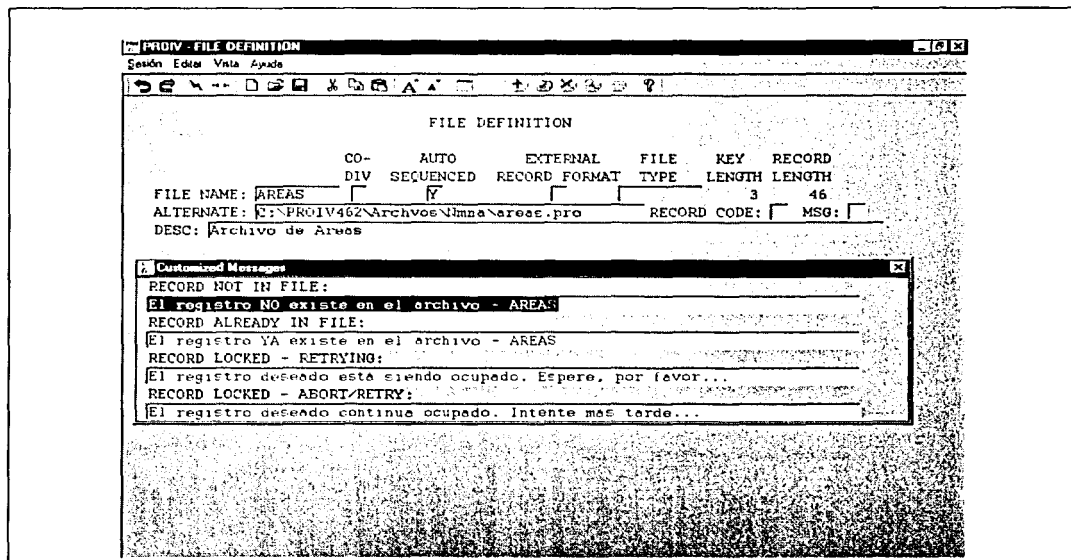 PROIV - FILE DEFINITION
Sesión Editar Vista Ayuda
FILE DEFINITION
CO- AUTO EXTERNAL FILE KEY RECORD
DIV SEQUENCED RECORD FORMAT TYPE LENGTH LENGTH
FILE NAME: AREAS Y 3 46
ALTERNATE: C:\PROIV462\Archvos\Nmna\areas.pro RECORD CODE: MSG:
DESC: Archivo de Areas
Customized Messages
RECORD NOT IN FILE:
El registro NO existe en el archivo - AREAS
RECORD ALREADY IN FILE:
El registro YA existe en el archivo - AREAS
RECORD LOCKED - RETRYING:
El registro deseado está siendo ocupado. Espere, por favor...
RECORD LOCKED - ABORT/RETRY:
El registro deseado continua ocupado. Intente mas tarde...